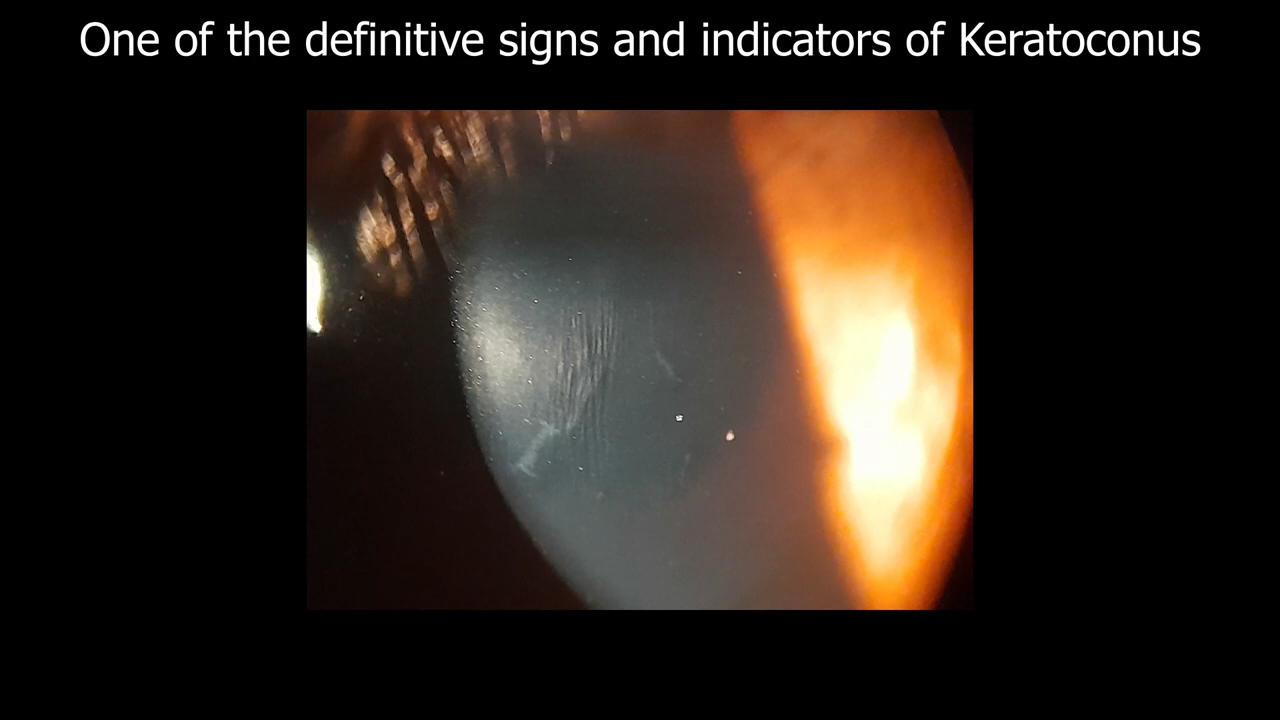 One of the definitive signs and indicators of Keratoconus